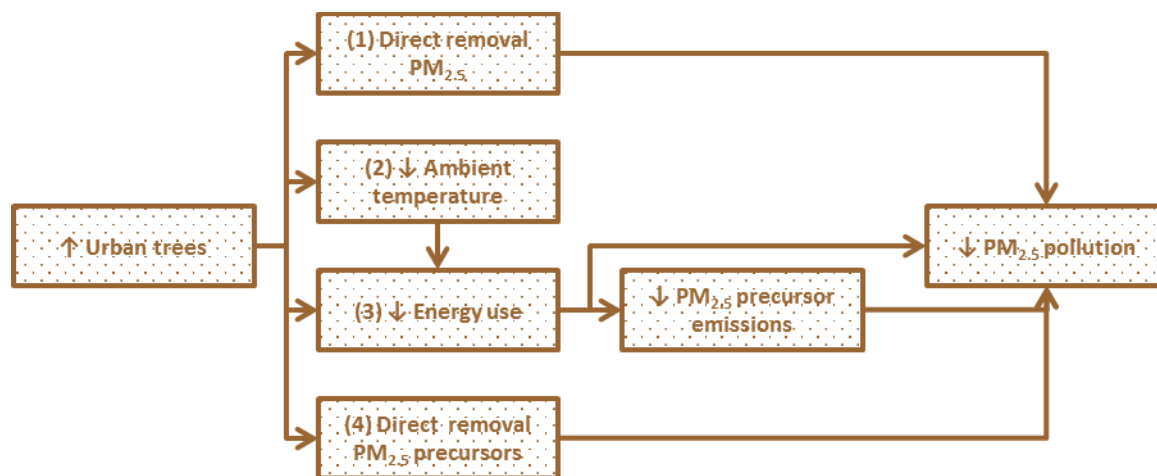 (1) Direct removal
PM2.5
(2) ↓ Ambient
temperature
↑ Urban trees
↓ PM2.5 pollution
(3) ↓ Energy use
↓ PM2.5 precursor
emissions
(4) Direct removal
PM2.5 precursors